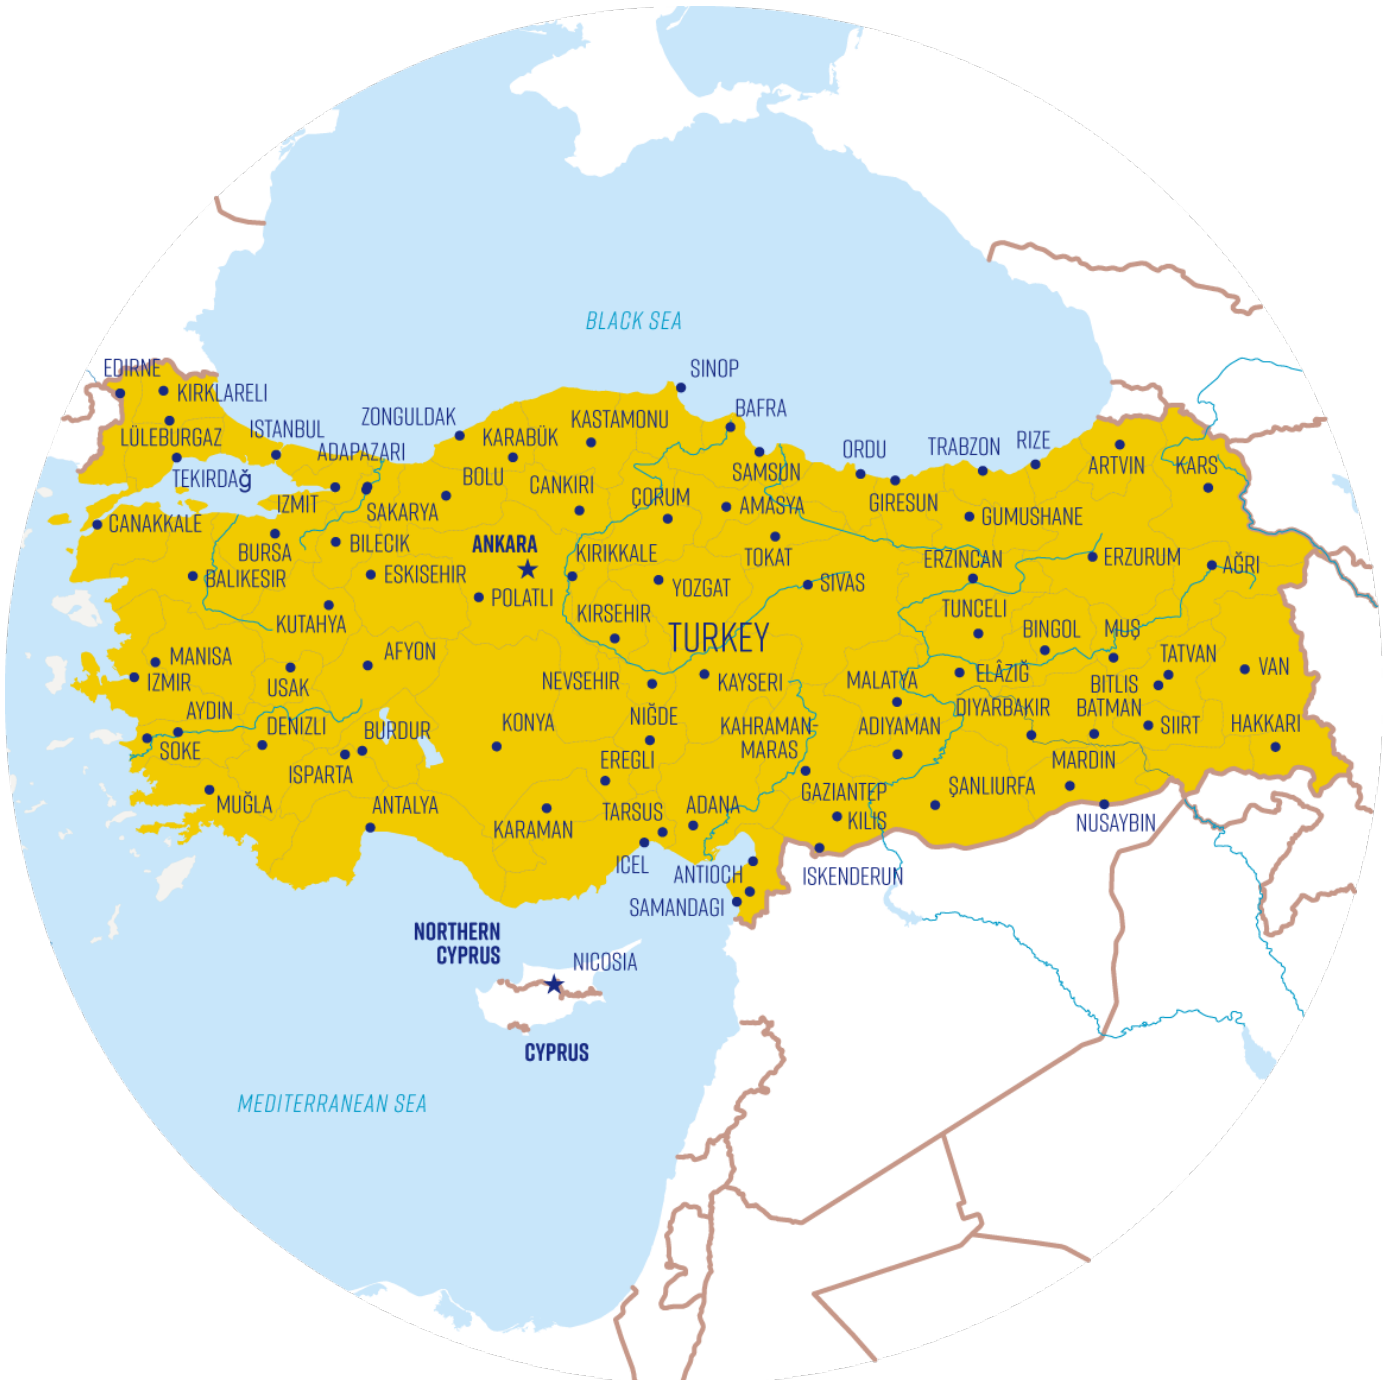 BLACK SEA
EDIRNE
KIRKLARELI
SINOP
ZONGULDAK
KASTAMONU
BAFRA
LÜLEBURGAZ
ISTANBUL
KARABÜK
ADAPAZARI
ORDU
TRABZON
RIZE
TEKIRDAğ
BOLU
CANKIRI
SAMSUN
ARTVIN
KARS
IZMIT
SAKARYA
ÇORUM
AMASYA
GIRESUN
GUMUSHANE
CANAKKALE
BURSA
BILECIK
ANKARA
KIRIKKALE
TOKAT
ERZINCAN
ERZURUM
AĞRI
BALIKESIR
ESKISEHIR
POLATLI
YOZGAT
SIVAS
KUTAHYA
KIRSEHIR
TURKEY
TUNCELI
BINGOL
MUŞ
MANISA
AFYON
TATVAN
VAN
IZMIR
USAK
NEVSEHIR
KAYSERI
MALATYA
ELÂZIĞ
BITLIS
AYDIN
DENIZLI
BURDUR
KONYA
NIĞDE
KAHRAMAN-
MARAS
ADIYAMAN
DIYARBAKIR
BATMAN
SIIRT
HAKKARI
SOKE
ISPARTA
EREGLI
MARDIN
MUĞLA
ANTALYA
KARAMAN
TARSUS
ADANA
GAZIANTEP
ŞANLIURFA
KILIS
NUSAYBIN
ICEL
ANTIOCH
ISKENDERUN
SAMANDAGI
NORTHERN
CYPRUS
NICOSIA
CYPRUS
MEDITERRANEAN SEA